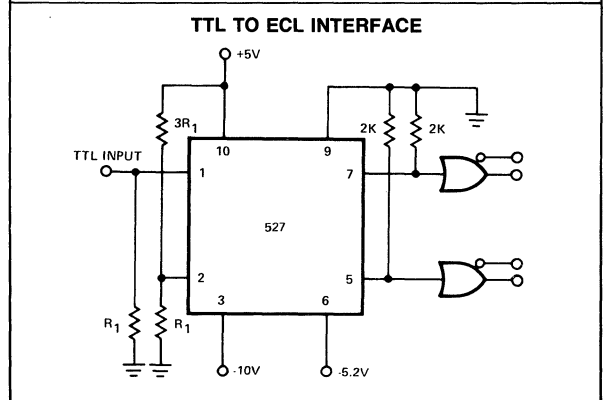 TTL TO ECL INTERFACE
+5V
3R1
2K
2K
10
9
TTL INPUT
1
7
527
2
5
3
6
R1
R1
-10V
-5.2V